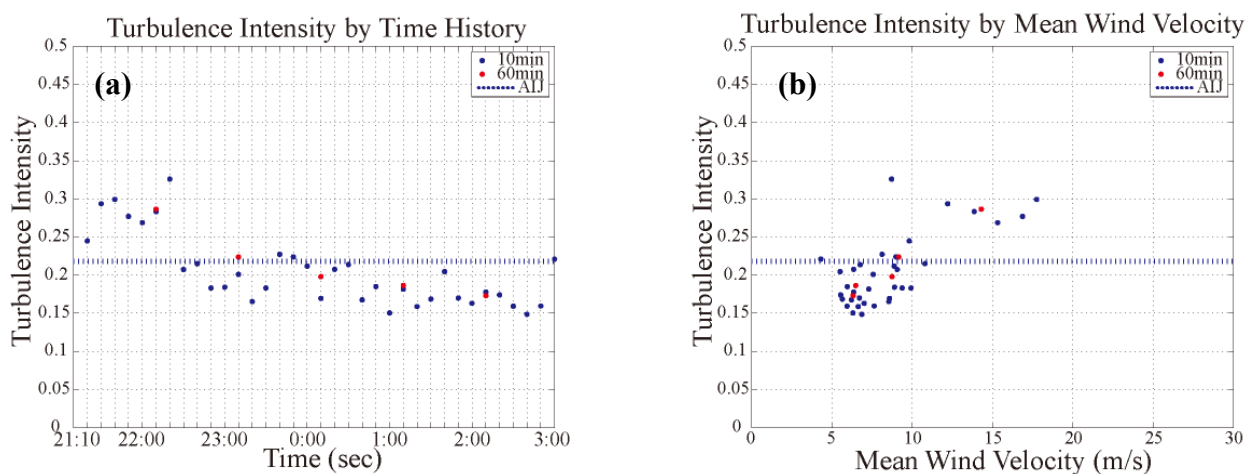 Turbulence Intensity by Time History
(a)
10min
60min
AIJ
Turbulence Intensity
0.5
0.45
0.4
0.35
0.3
0.25
0.2
0.15
0.1
0.05
0
21:10 22:00 23:00 0:00 1:00 2:00 3:00
Time (sec)
Turbulence Intensity by Mean Wind Velocity
(b)
10min
60min
AIJ
Turbulence Intensity
0.5
0.45
0.4
0.35
0.3
0.25
0.2
0.15
0.1
0.05
0
0 5 10 15 20 25 30
Mean Wind Velocity (m/s)